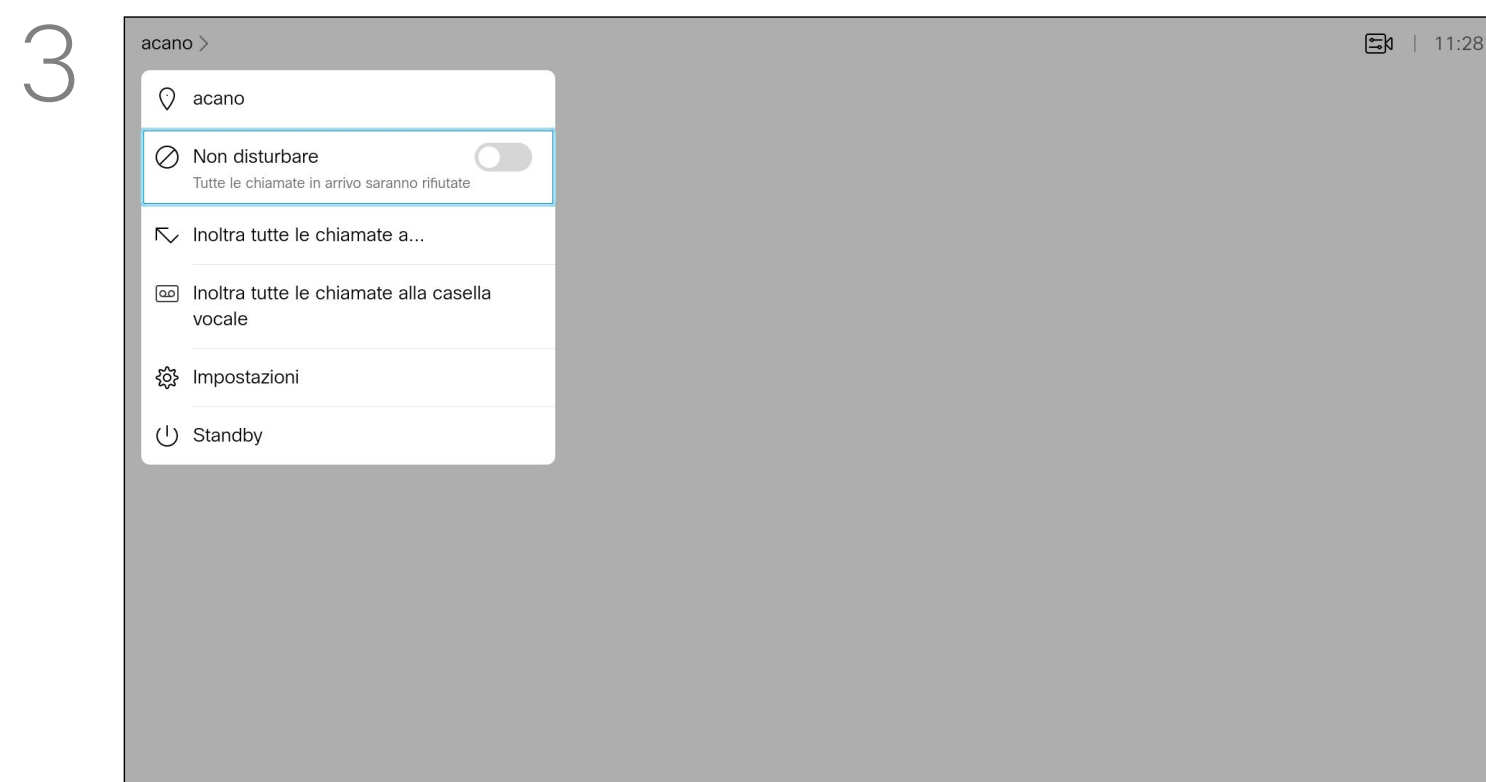 3
acano >
11:28
acano
Non disturbare
Tutte le chiamate in arrivo saranno rifiutate
Inoltra tutte le chiamate a...
Inoltra tutte le chiamate alla casella
vocale
Impostazioni
Standby